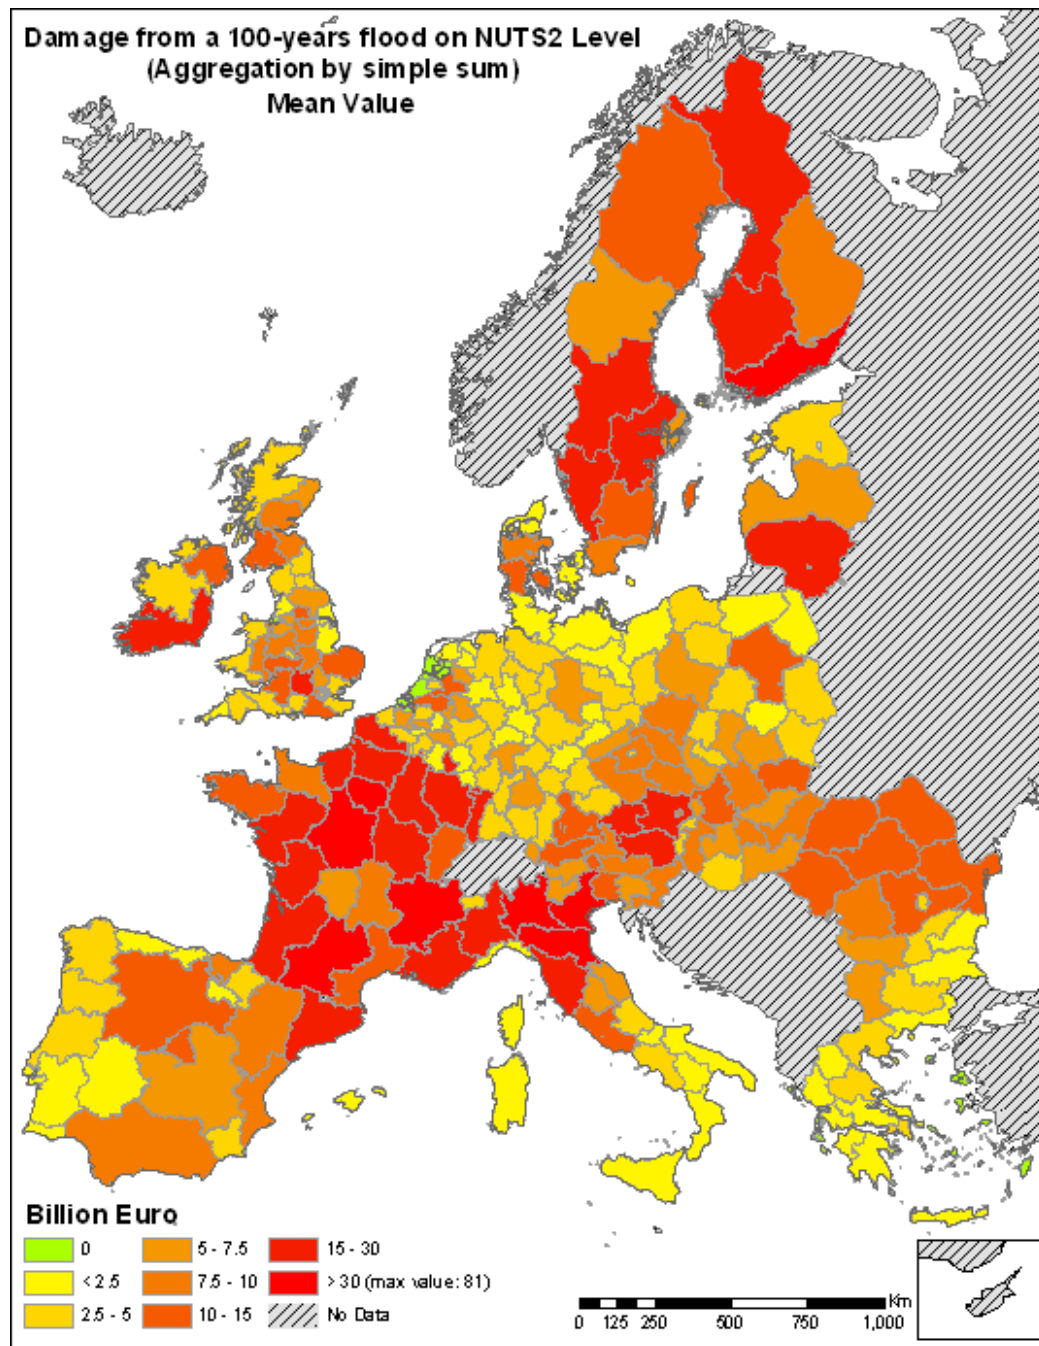 Damage from a 100-years flood on NUTS2 Level
(Aggregation by simple sum)
Mean Value
Billion Euro
0
5 - 7.5
15 - 30
< 2.5
7.5 - 10
> 30 (max value: 81)
2.5 - 5
10 - 15
No Data
Km
0 125 250 500 750 1,000